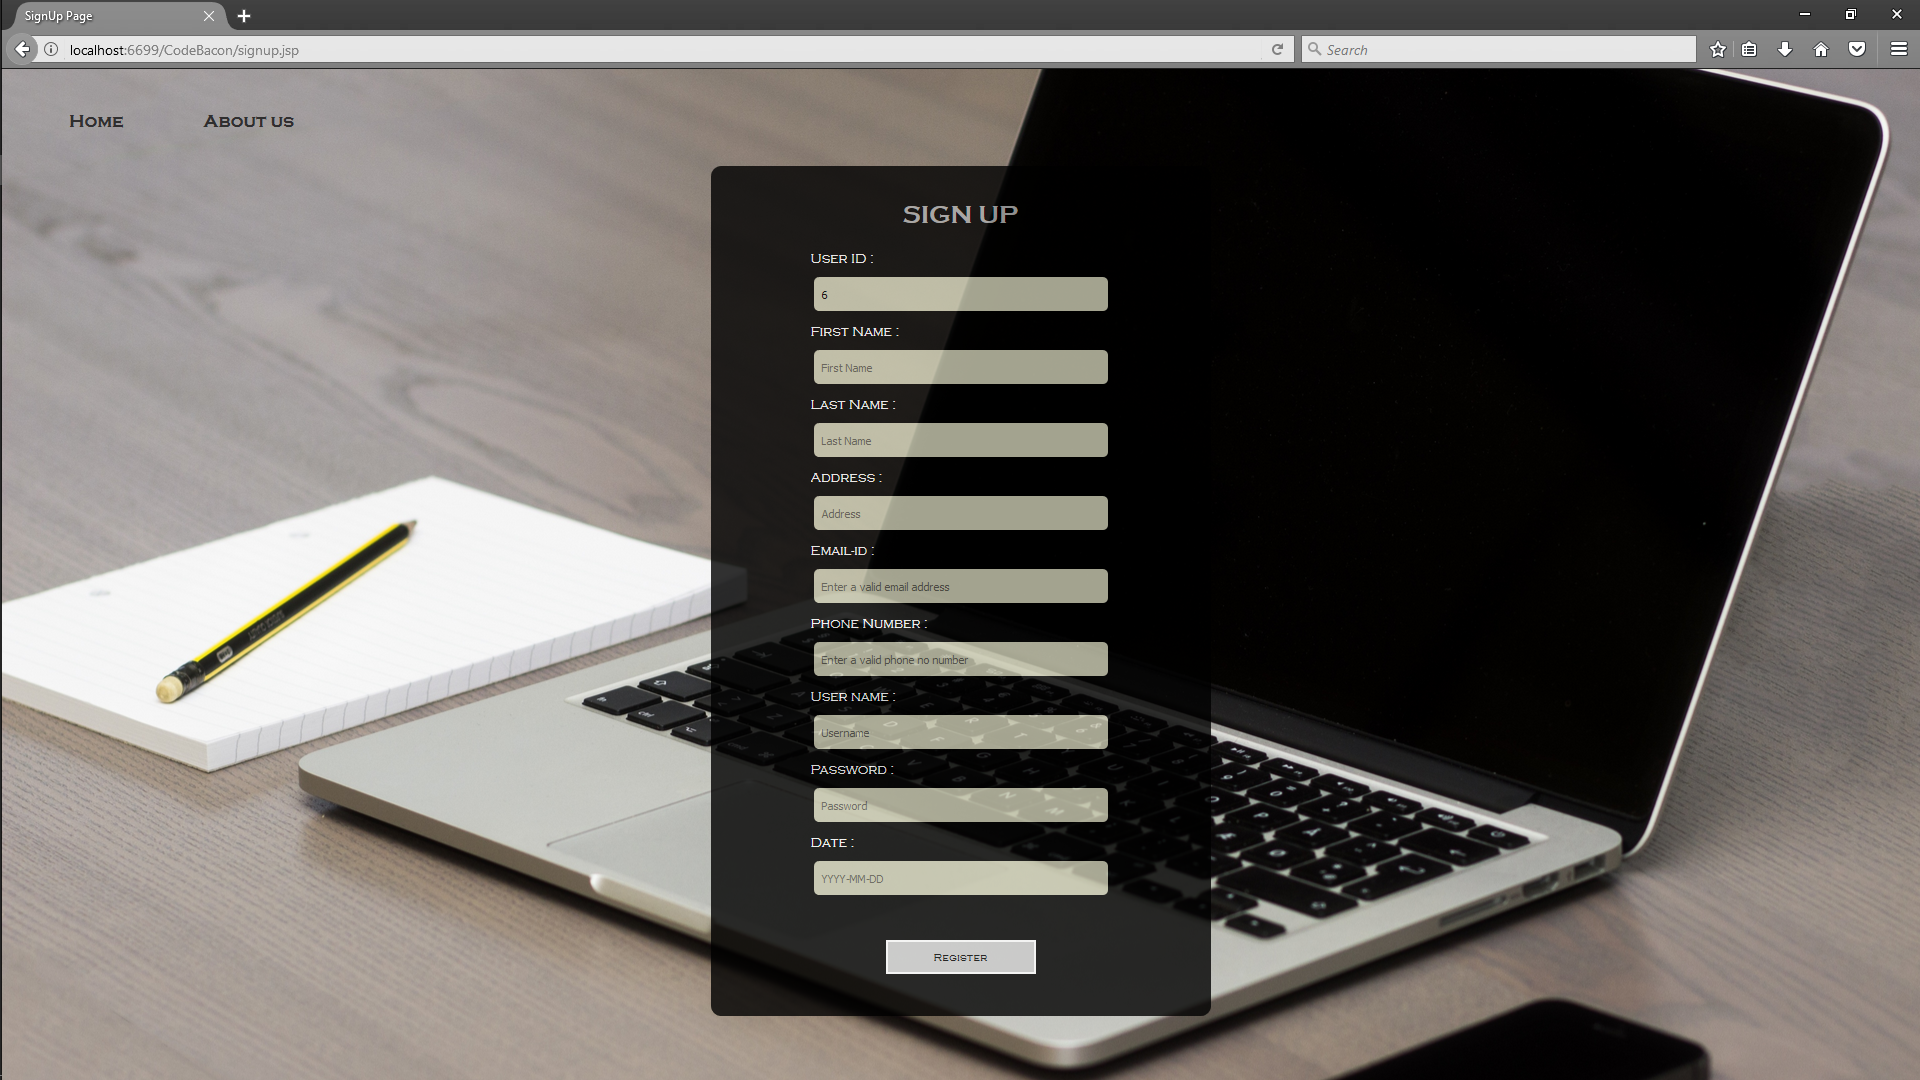 SignUp Page
localhost:6699/CodeBacon/signup.jsp
Search
Home
About us
SIGN UP
User ID :
6
First Name :
First Name
Last Name :
Last Name
Address :
Address
Email-id :
Enter a valid email address
Phone Number :
Enter a valid phone no number
User name :
Username
Password :
Password
Date :
YYYY-MM-DD
Register